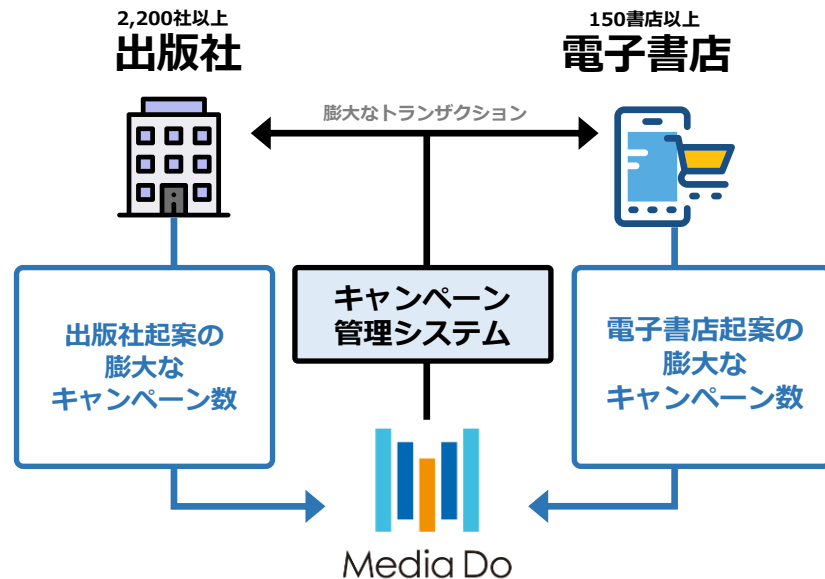 2,200社以上
出版社
150書店以上
電子書店
膨大なトランザクション
出版社起案の
膨大な
キャンペーン数
キャンペーン
管理システム
電子書店起案の
膨大な
キャンペーン数
Media Do